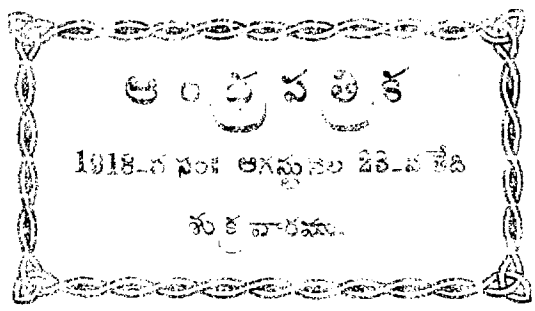 ఆంధ్రపత్రిక
1918-న సం॥ ఆగస్టు నెల 23-వ తేది
శుక్రవారము.